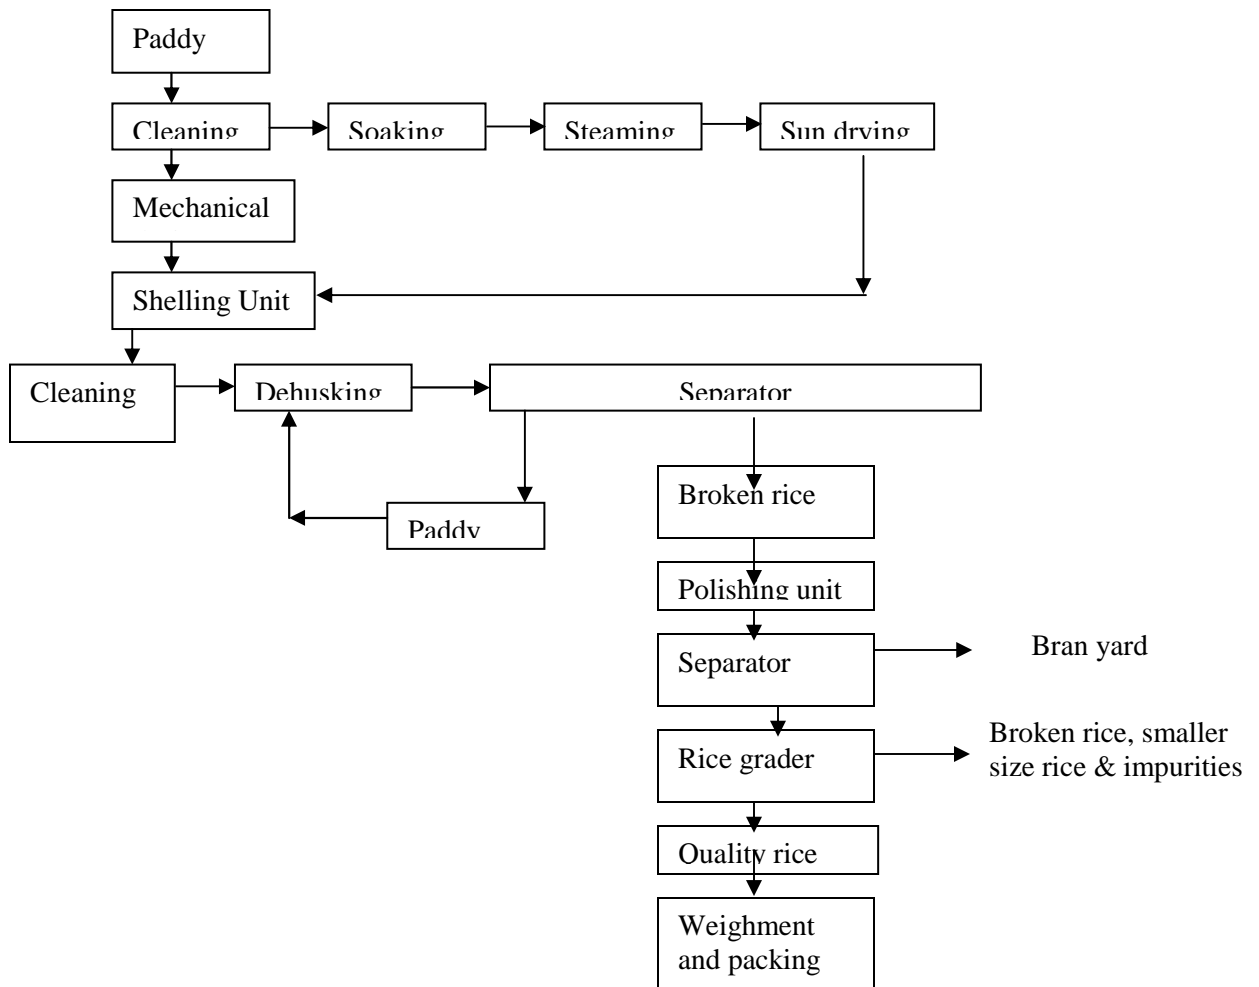 Paddy
Cleaning
Soaking
Steaming
Sun drying
Mechanical
Shelling Unit
Cleaning
Dehusking
Separator
Broken rice
Paddy
Polishing unit
Separator
Bran yard
Rice grader
Broken rice, smaller
size rice & impurities
Quality rice
Weighment
and packing